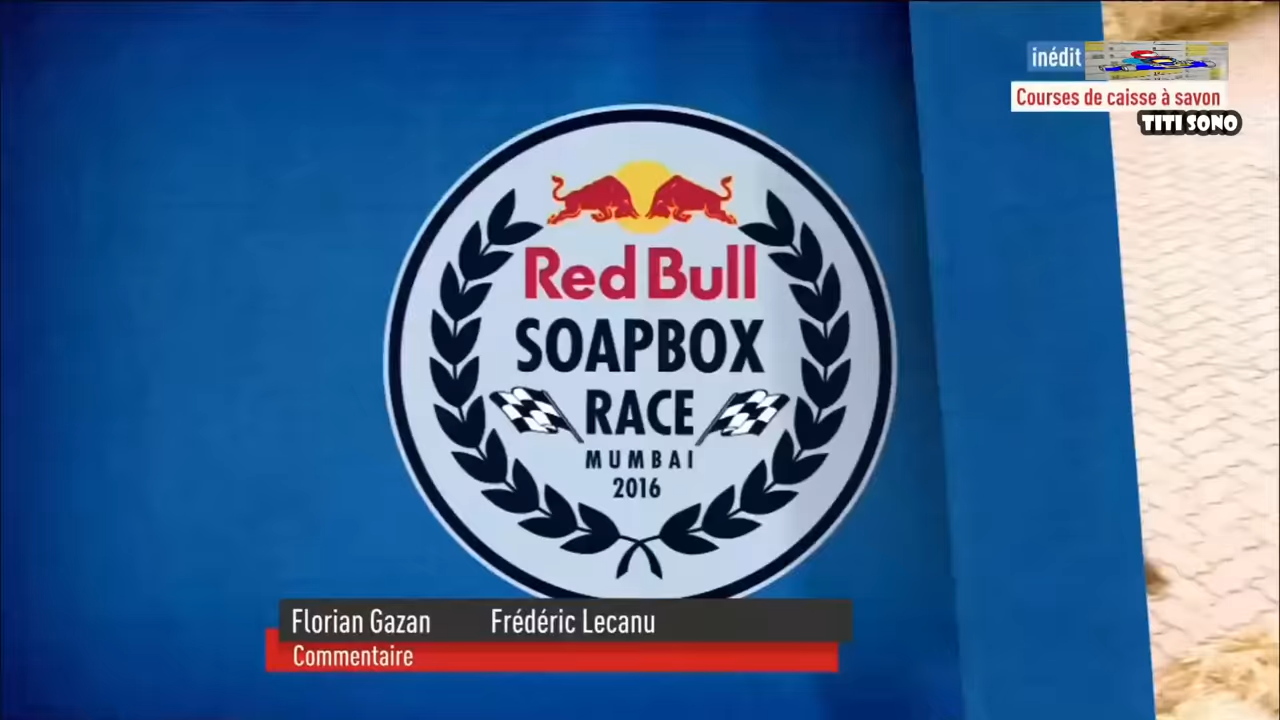 inédit
Courses de caisse à savon
TITI SONO
Red Bull
SOAPBOX
RACE
MUMBAI
2016
Florian Gazan Frédéric Lecanu
Commentaire